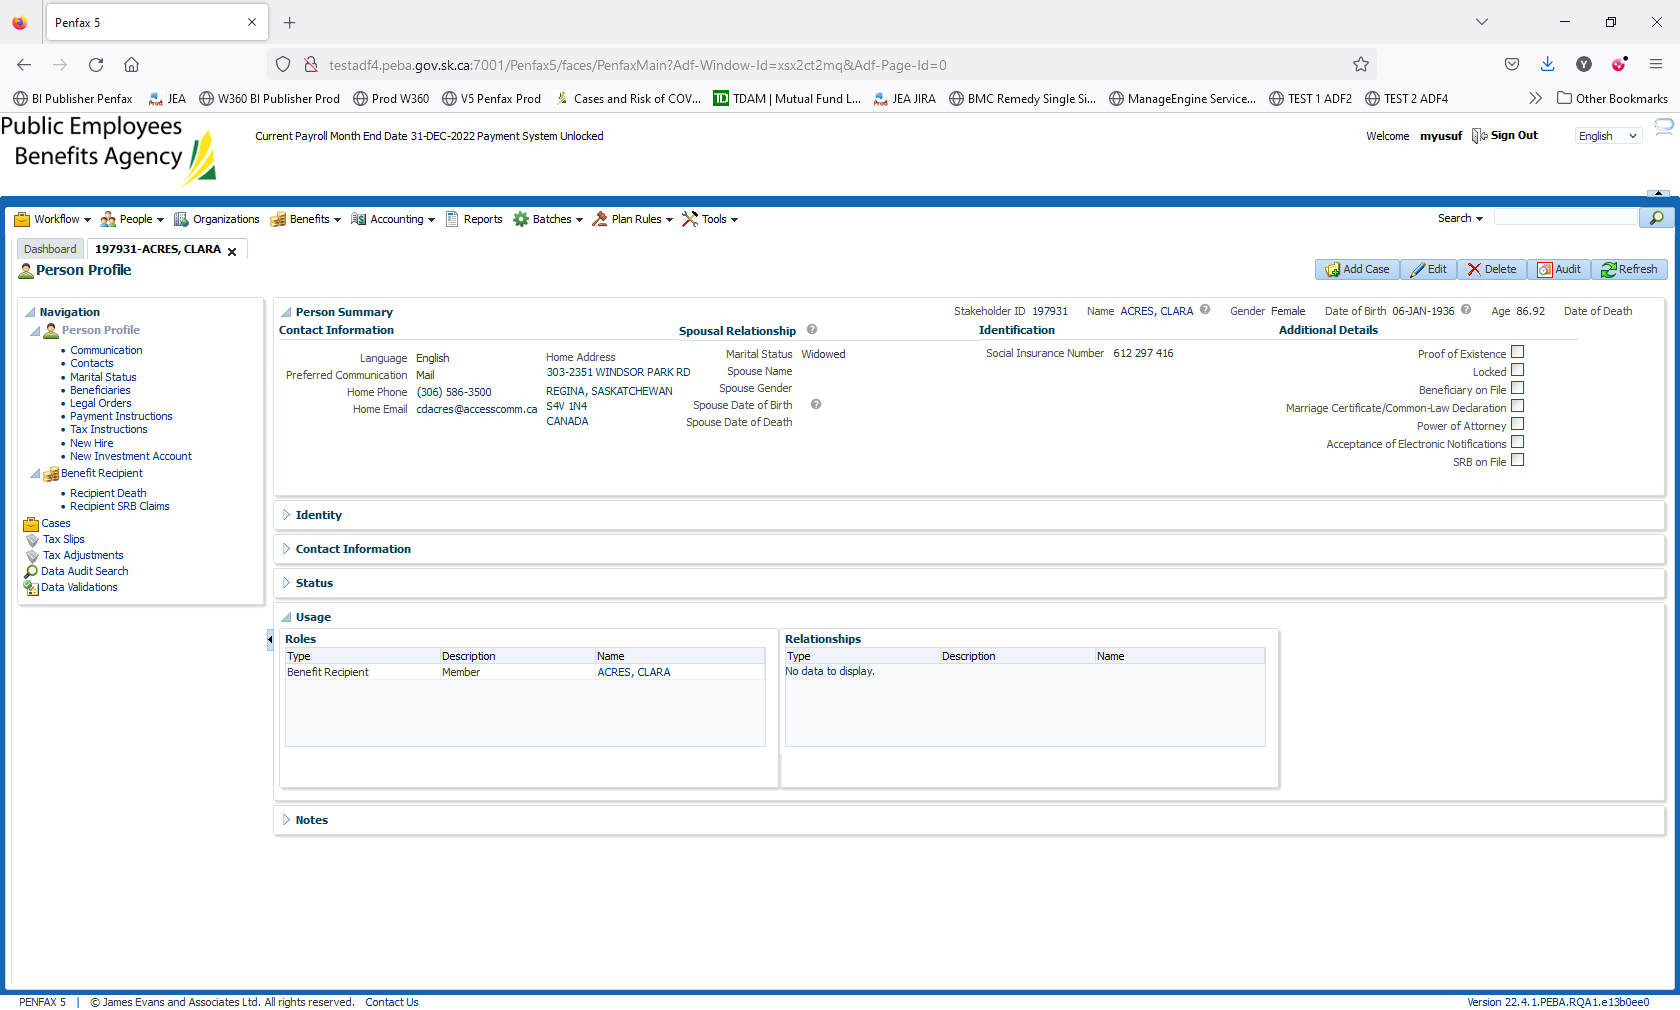 Penfax 5
testadf4.peba.gov.sk.ca:7001/Penfax5/faces/PenfaxMain?Adf-Window-Id=xsx2ct2mq&Adf-Page-Id=0
BI Publisher Penfax JEA W360 BI Publisher Prod Prod W360 V5 Penfax Prod Cases and Risk of COV... TD TDAM | Mutual Fund L... JEA JIRA BMC Remedy Single Si... ManageEngine Service... TEST 1 ADF2 TEST 2 ADF4 Other Bookmarks
Public Employees
Benefits Agency
Current Payroll Month End Date 31-DEC-2022 Payment System Unlocked
Welcome myusuf Sign Out English
Workflow People Organizations Benefits Accounting Reports Batches Plan Rules Tools Search
Dashboard 197931-ACRES, CLARA
Person Profile
Add Case Edit Delete Audit Refresh
Navigation
Person Profile
Communication
Contacts
Marital Status
Beneficiaries
Legal Orders
Payment Instructions
Tax Instructions
New Hire
New Investment Account
Benefit Recipient
Recipient Death
Recipient SRB Claims
Cases
Tax Slips
Tax Adjustments
Data Audit Search
Data Validations
Person Summary Stakeholder ID 197931 Name ACRES, CLARA Gender Female Date of Birth 06-JAN-1936 Age 86.92 Date of Death
Contact Information
Language English
Preferred Communication Mail
Home Phone (306) 586-3500
Home Email cdacres@accesscomm.ca
Home Address
303-2351 WINDSOR PARK RD
REGINA, SASKATCHEWAN
S4V 1N4
CANADA
Spousal Relationship
Marital Status Widowed
Spouse Name
Spouse Gender
Spouse Date of Birth
Spouse Date of Death
Identification
Social Insurance Number 612 297 416
Additional Details
Proof of Existence
Locked
Beneficiary on File
Marriage Certificate/Common-Law Declaration
Power of Attorney
Acceptance of Electronic Notifications
SRB on File
Identity
Contact Information
Status
Usage
Roles
Type Description Name
Benefit Recipient Member ACRES, CLARA
Relationships
Type Description Name
No data to display.
Notes
PENFAX 5 | © James Evans and Associates Ltd. All rights reserved. Contact Us
Version 22.4.1.PEBA.RQA1.e13b0ee0